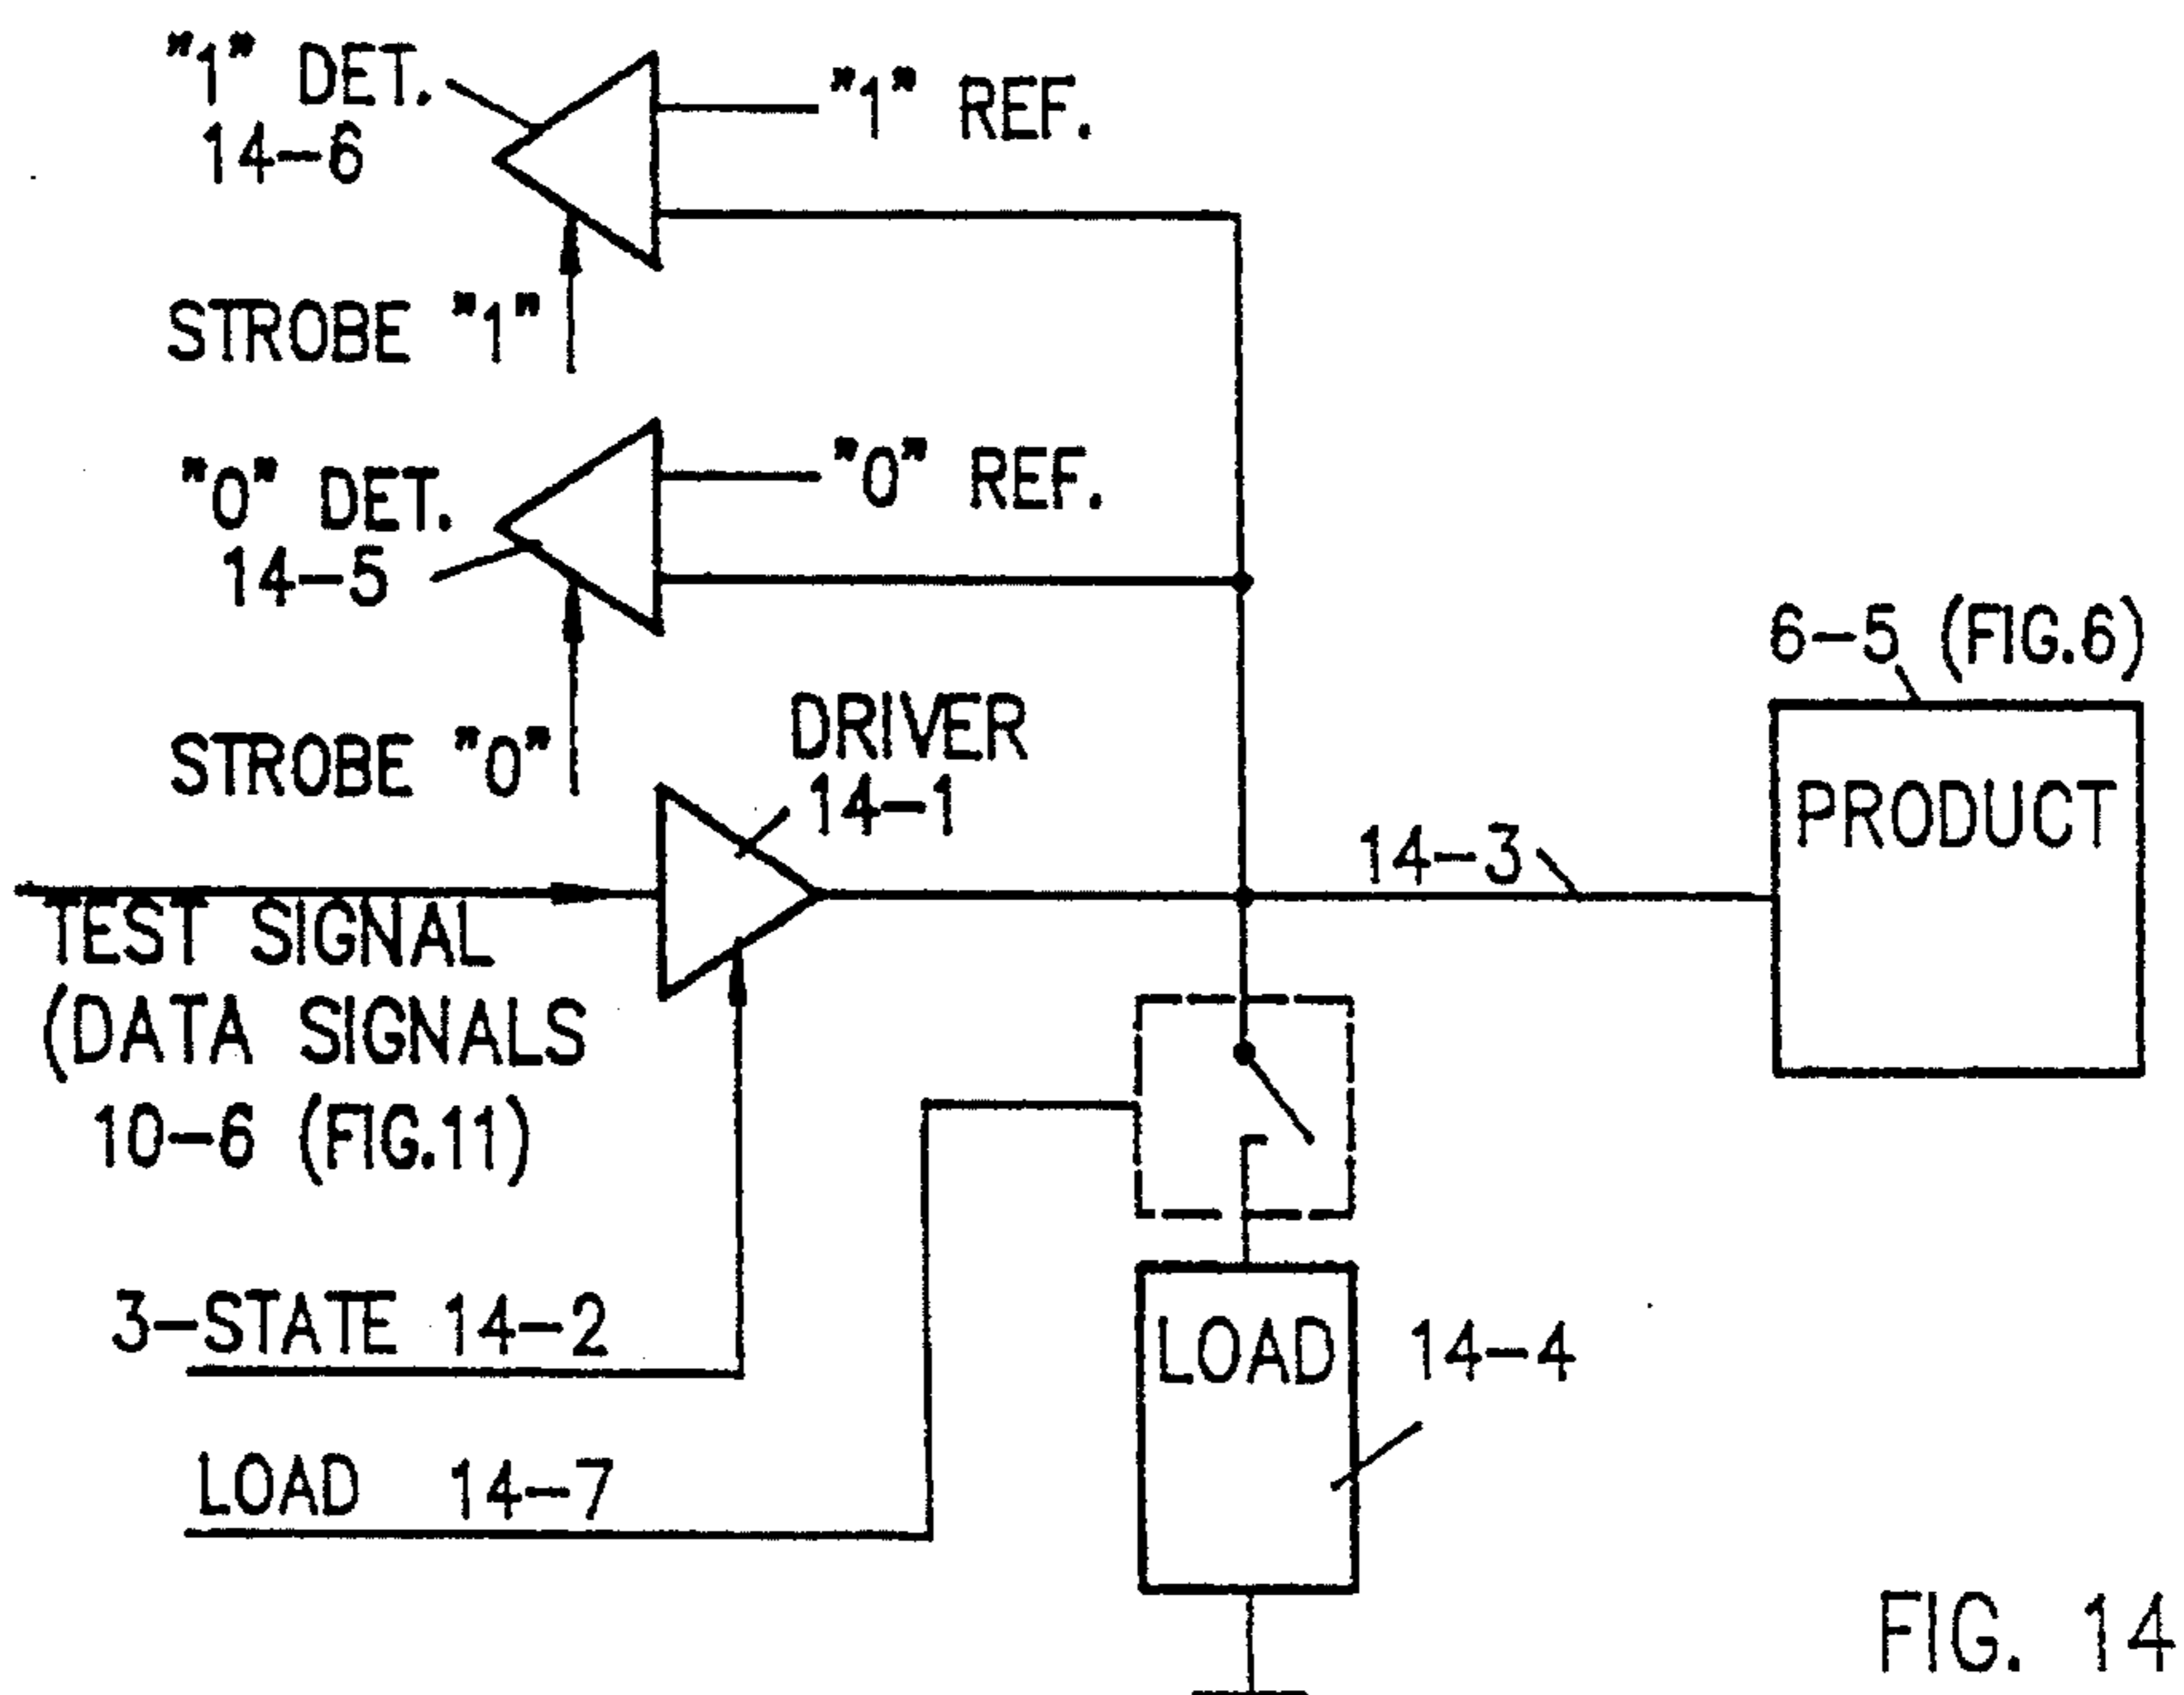 "1" DET.
14-6
"1" REF.
STROBE "1"
"0" DET.
14-5
"0" REF.
STROBE "0"
DRIVER
14-1
6-5 (FIG.6)
PRODUCT
14-3
TEST SIGNAL
(DATA SIGNALS
10-6 (FIG.11)
3-STATE 14-2
LOAD 14-7
LOAD
14-4
FIG. 14